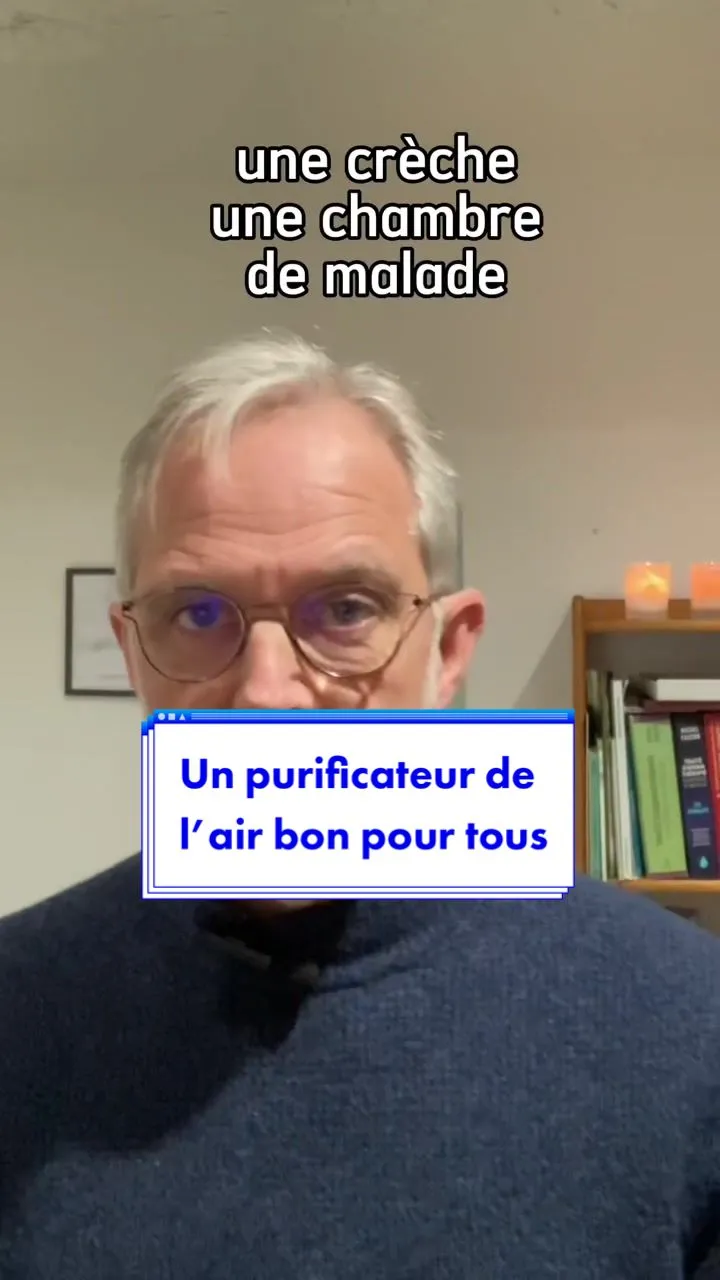 une crèche
une chambre
de malade
Un purificateur de
l’air bon pour tous